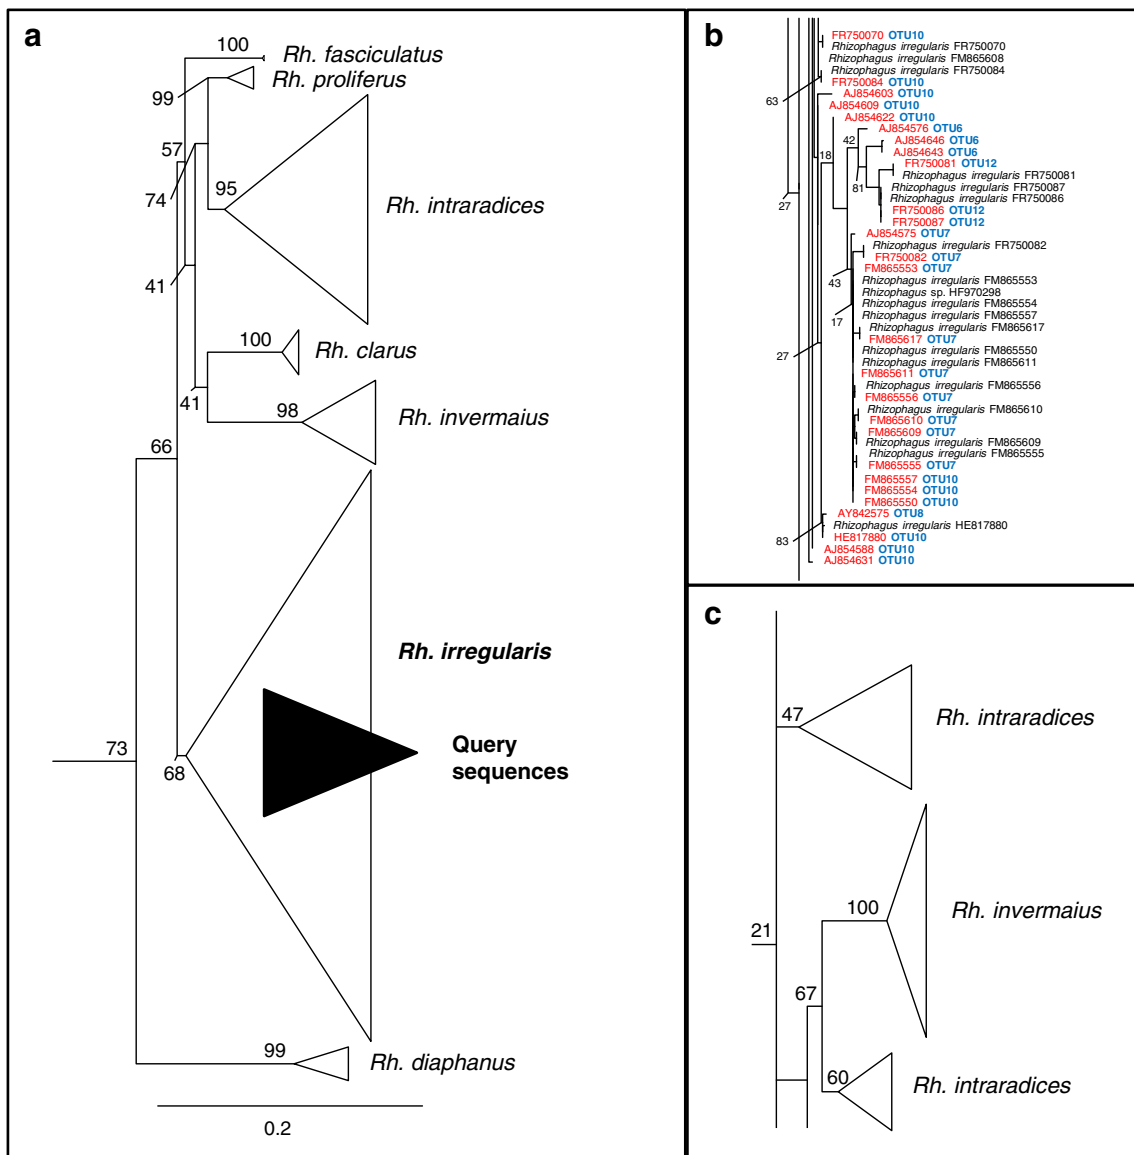 a
100
Rh. fasciculatus
Rh. proliferus
99
57
74
95
Rh. intraradices
41
100
Rh. clarus
41
98
Rh. invermaius
66
Rh. irregularis
Query
sequences
73
68
99
Rh. diaphanus
0.2
b
FR750070 OTU10
Rhizophagus irregularis FR750070
Rhizophagus irregularis FM865608
Rhizophagus irregularis FR750084
FR750084 OTU10
63
AJ854603 OTU10
AJ854609 OTU10
AJ854622 OTU10
AJ854576 OTU6
42
AJ854646 OTU6
AJ854643 OTU6
18
FR750081 OTU12
Rhizophagus irregularis FR750081
81
Rhizophagus irregularis FR750087
Rhizophagus irregularis FR750086
27
FR750086 OTU12
FR750087 OTU12
AJ854575 OTU7
Rhizophagus irregularis FR750082
FR750082 OTU7
FM865553 OTU7
43
Rhizophagus irregularis FM865553
Rhizophagus sp. HF970298
Rhizophagus irregularis FM865554
Rhizophagus irregularis FM865557
17
Rhizophagus irregularis FM865617
FM865617 OTU7
Rhizophagus irregularis FM865550
27
Rhizophagus irregularis FM865611
FM865611 OTU7
Rhizophagus irregularis FM865556
FM865556 OTU7
Rhizophagus irregularis FM865610
FM865610 OTU7
FM865609 OTU7
Rhizophagus irregularis FM865609
Rhizophagus irregularis FM865555
FM865555 OTU7
FM865557 OTU10
FM865554 OTU10
FM865550 OTU10
AY842575 OTU8
Rhizophagus irregularis HE817880
83
HE817880 OTU10
AJ854588 OTU10
AJ854631 OTU10
c
47
Rh. intraradices
100
Rh. invermaius
21
67
60
Rh. intraradices